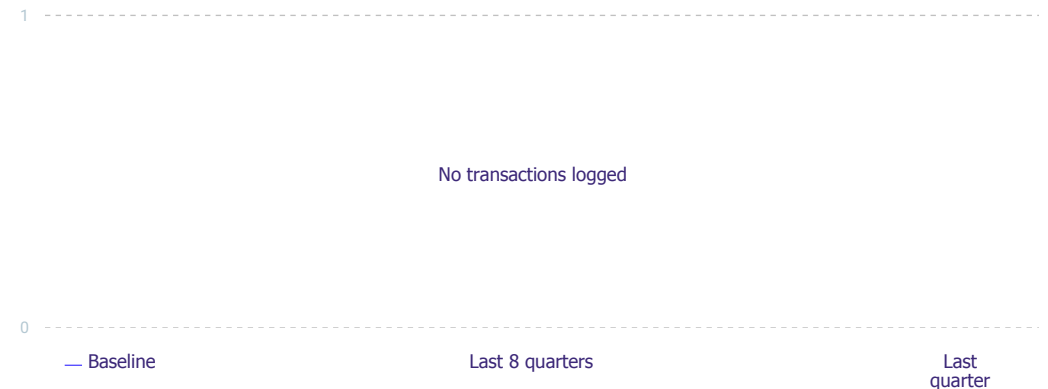 1
No transactions logged
0
Baseline
Last 8 quarters
Last
quarter